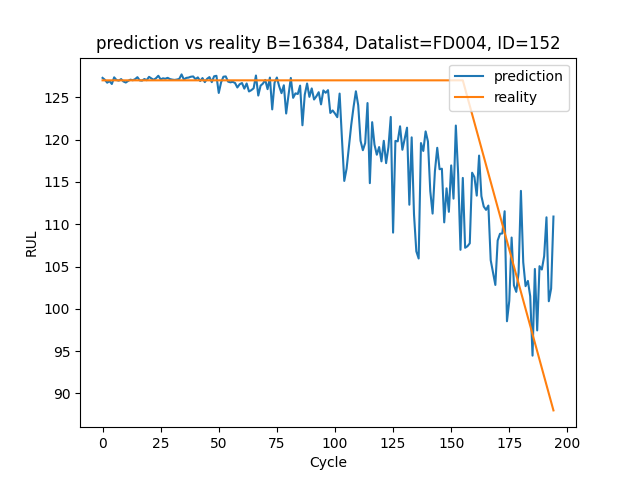 prediction vs reality B=16384, Datalist=FD004, ID=152
prediction
reality
RUL
125
120
115
110
105
100
95
90
0 25 50 75 100 125 150 175 200
Cycle